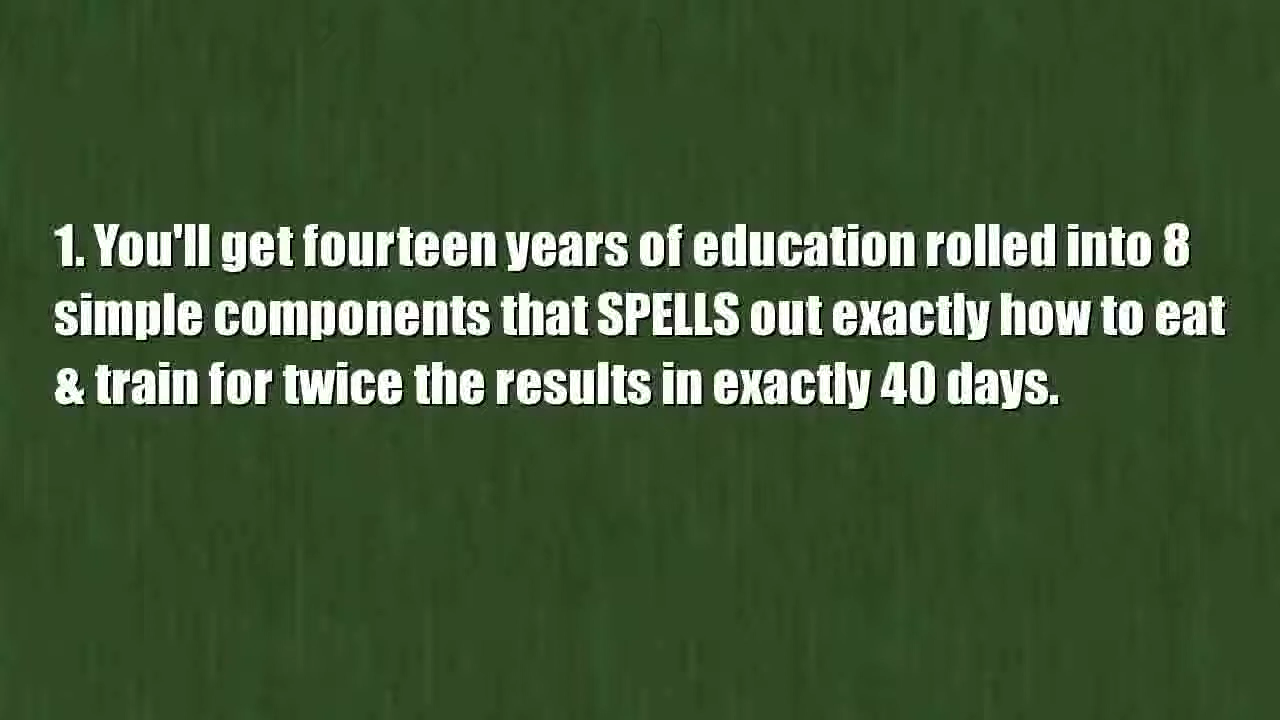 1. You'll get fourteen years of education rolled into 8
simple components that SPELLS out exactly how to eat
& train for twice the results in exactly 40 days.